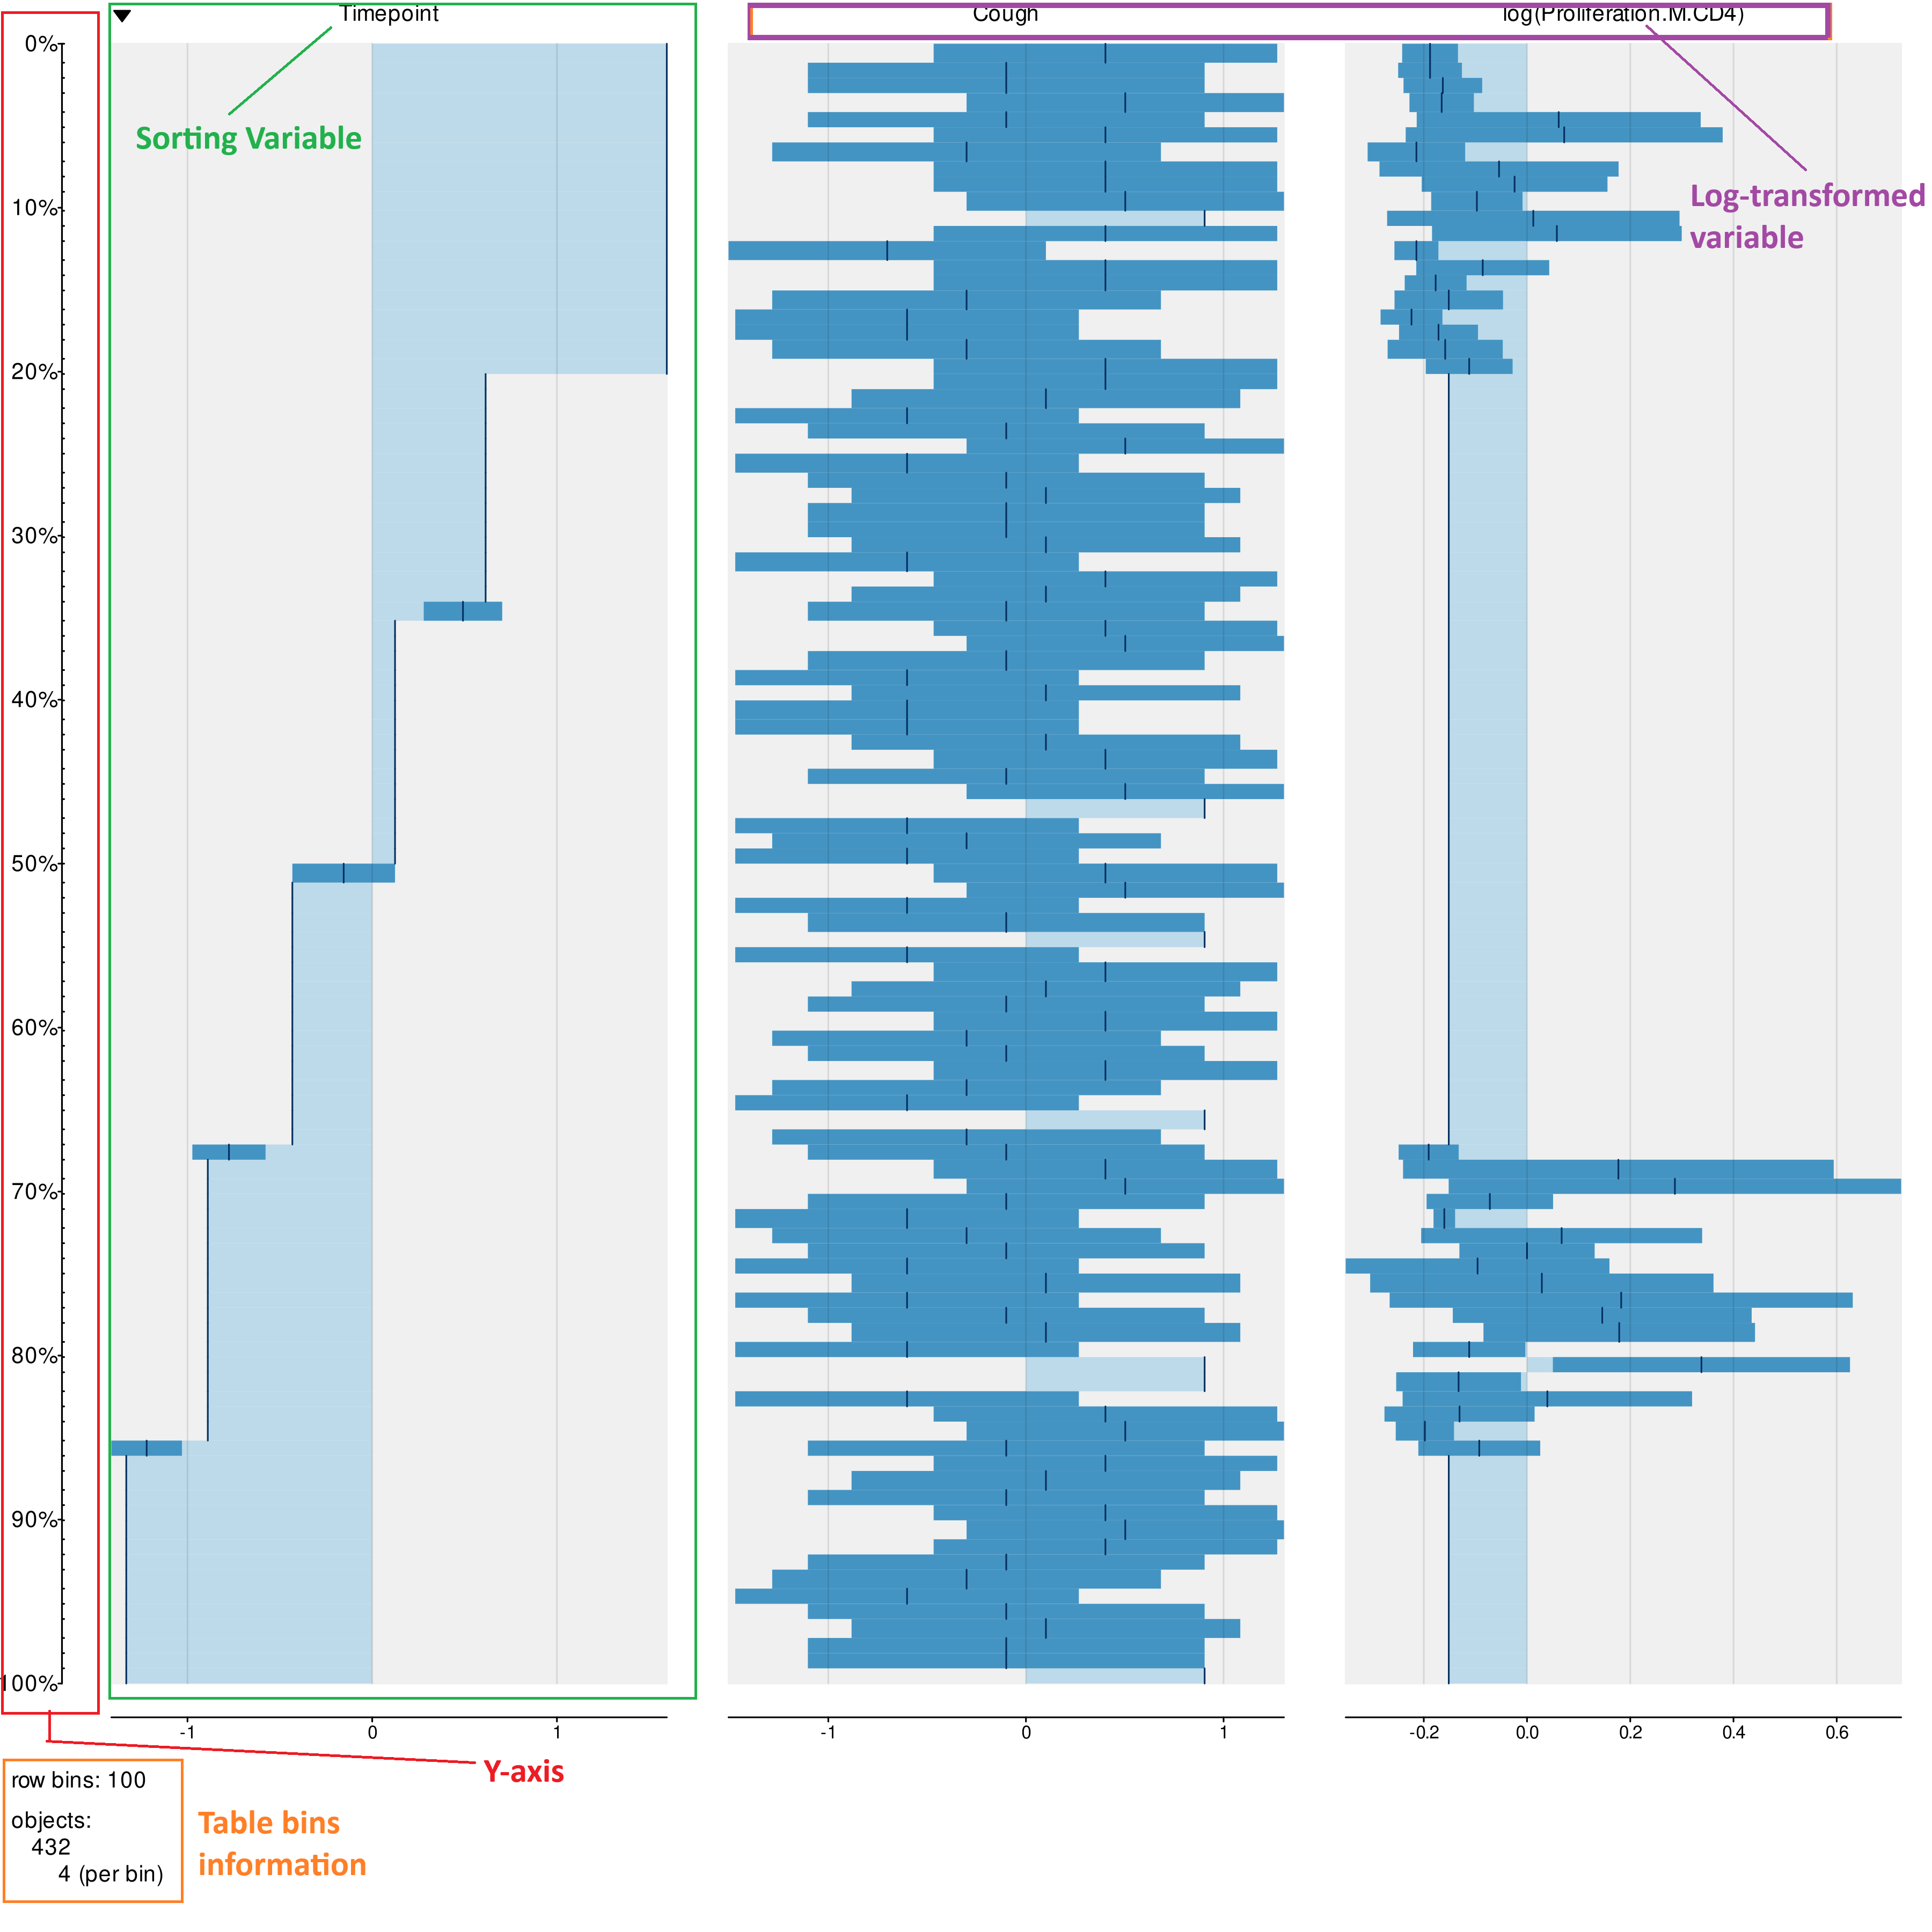 Timepoint
Cough
log(Proliferation.M.CD4)
Sorting Variable
Log-transformed
variable
0%
10%
20%
30%
40%
50%
60%
70%
80%
90%
100%
-1 0 1
-1 0 1
-0.2 0.0 0.2 0.4 0.6
Y-axis
row bins: 100
objects:
432
4 (per bin)
Table bins
information